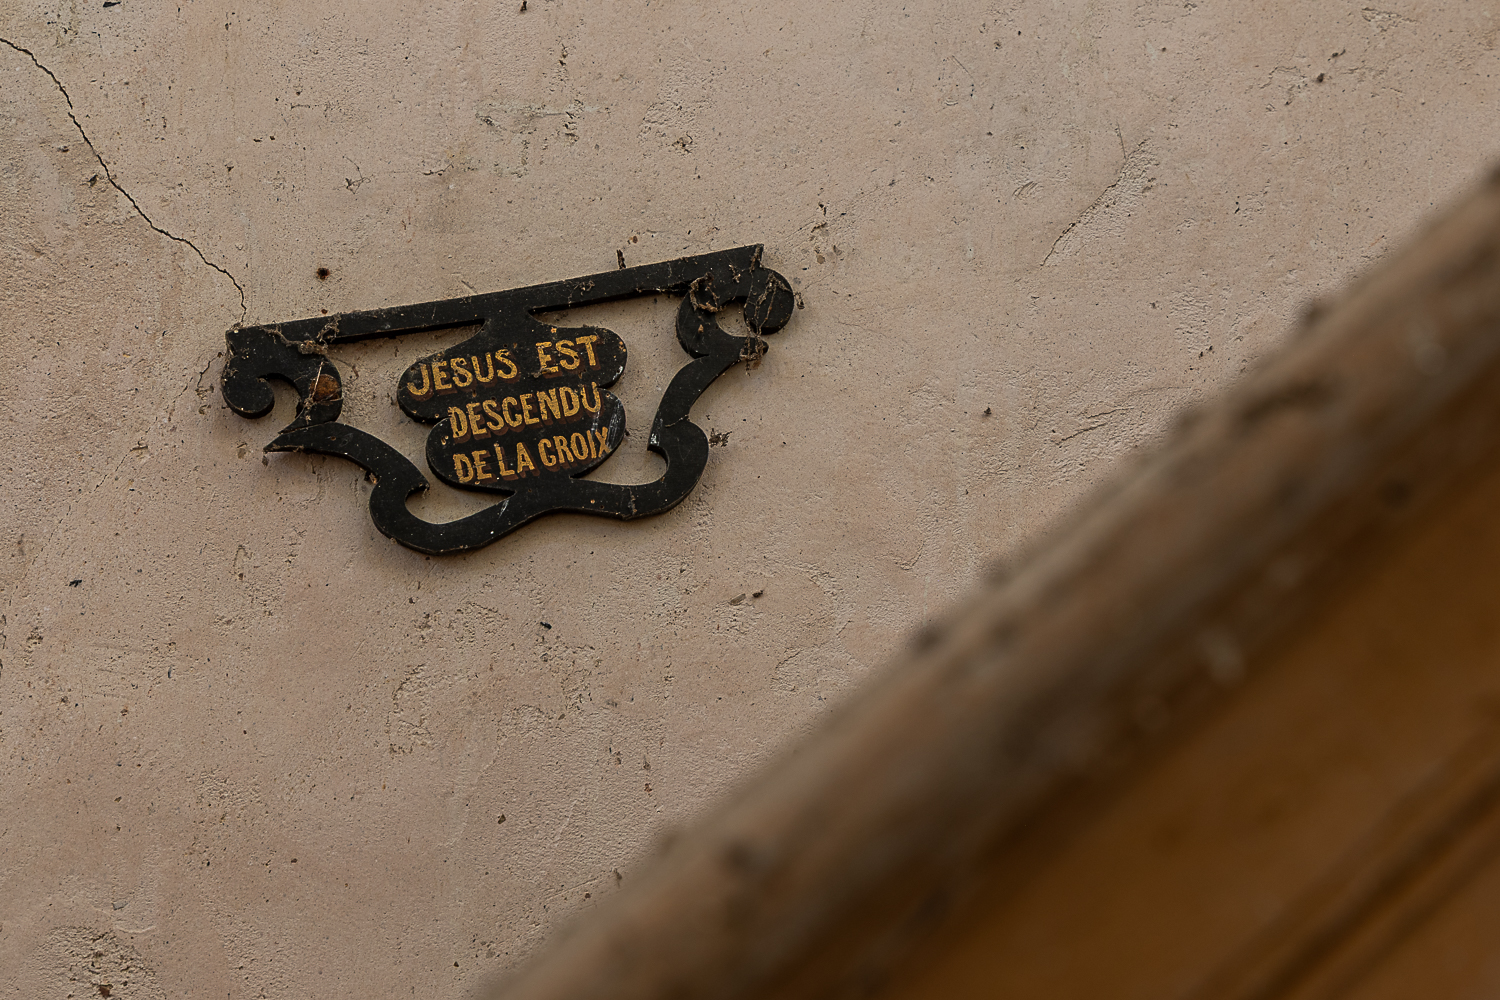 JESUS EST
DESCENDU
DE LA CROIX